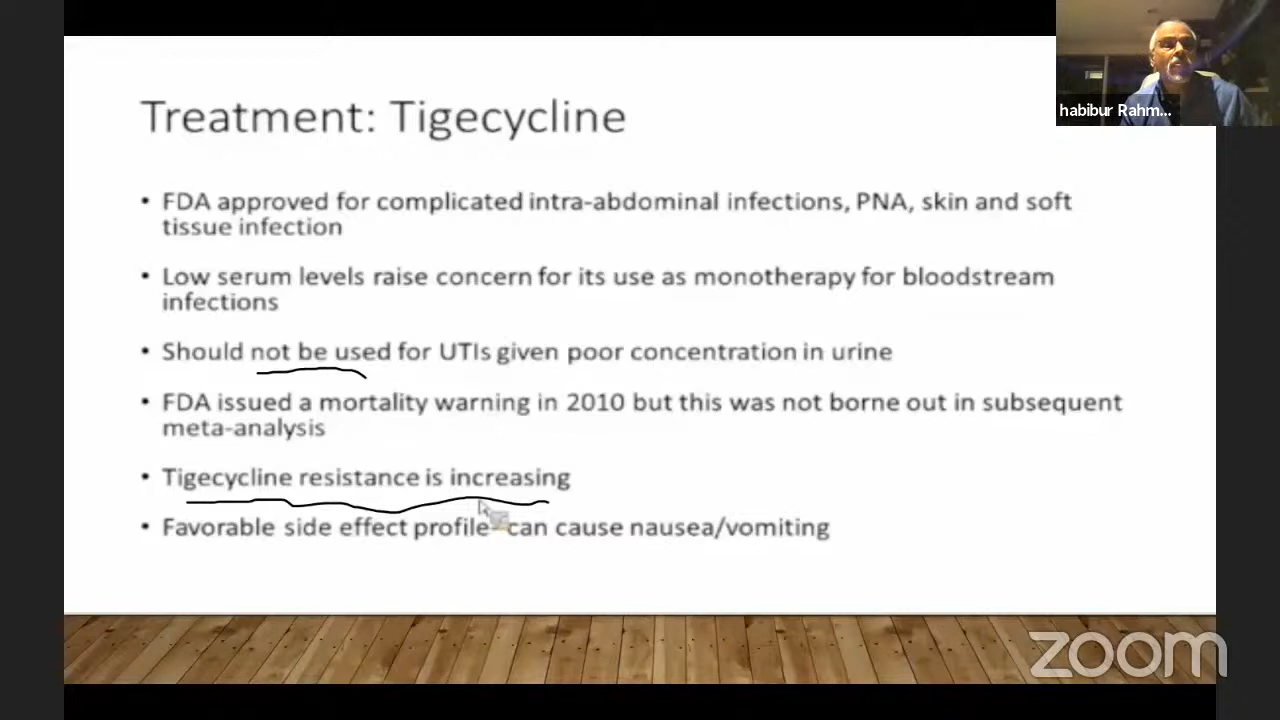 habibur Rahm...
Treatment: Tigecycline
• FDA approved for complicated intra-abdominal infections, PNA, skin and soft
tissue infection
• Low serum levels raise concern for its use as monotherapy for bloodstream
infections
• Should not be used for UTIs given poor concentration in urine
• FDA issued a mortality warning in 2010 but this was not borne out in subsequent
meta-analysis
• Tigecycline resistance is increasing
• Favorable side effect profile can cause nausea/vomiting
zoom